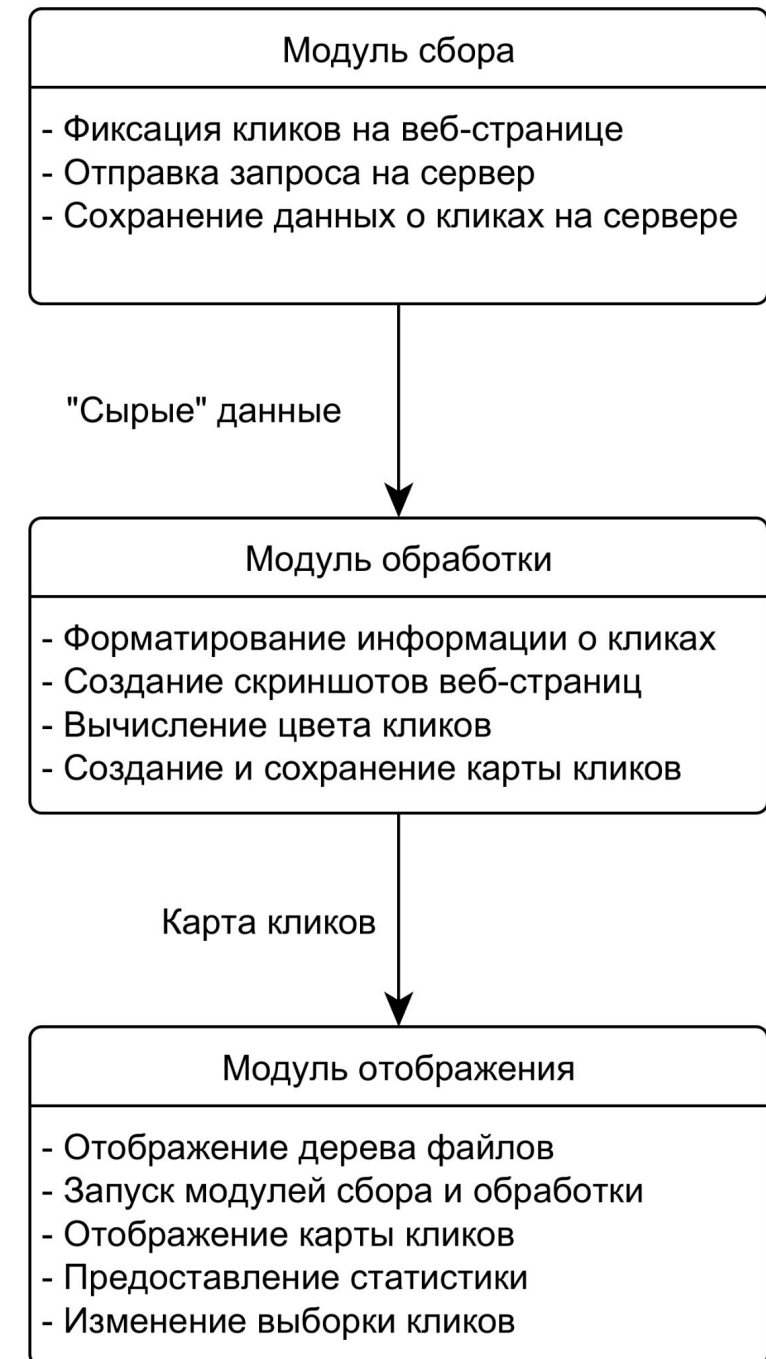 Модуль сбора
- Фиксация кликов на веб-странице
- Отправка запроса на сервер
- Сохранение данных о кликах на сервере
"Сырые" данные
Модуль обработки
- Форматирование информации о кликах
- Создание скриншотов веб-страниц
- Вычисление цвета кликов
- Создание и сохранение карты кликов
Карта кликов
Модуль отображения
- Отображение дерева файлов
- Запуск модулей сбора и обработки
- Отображение карты кликов
- Предоставление статистики
- Изменение выборки кликов